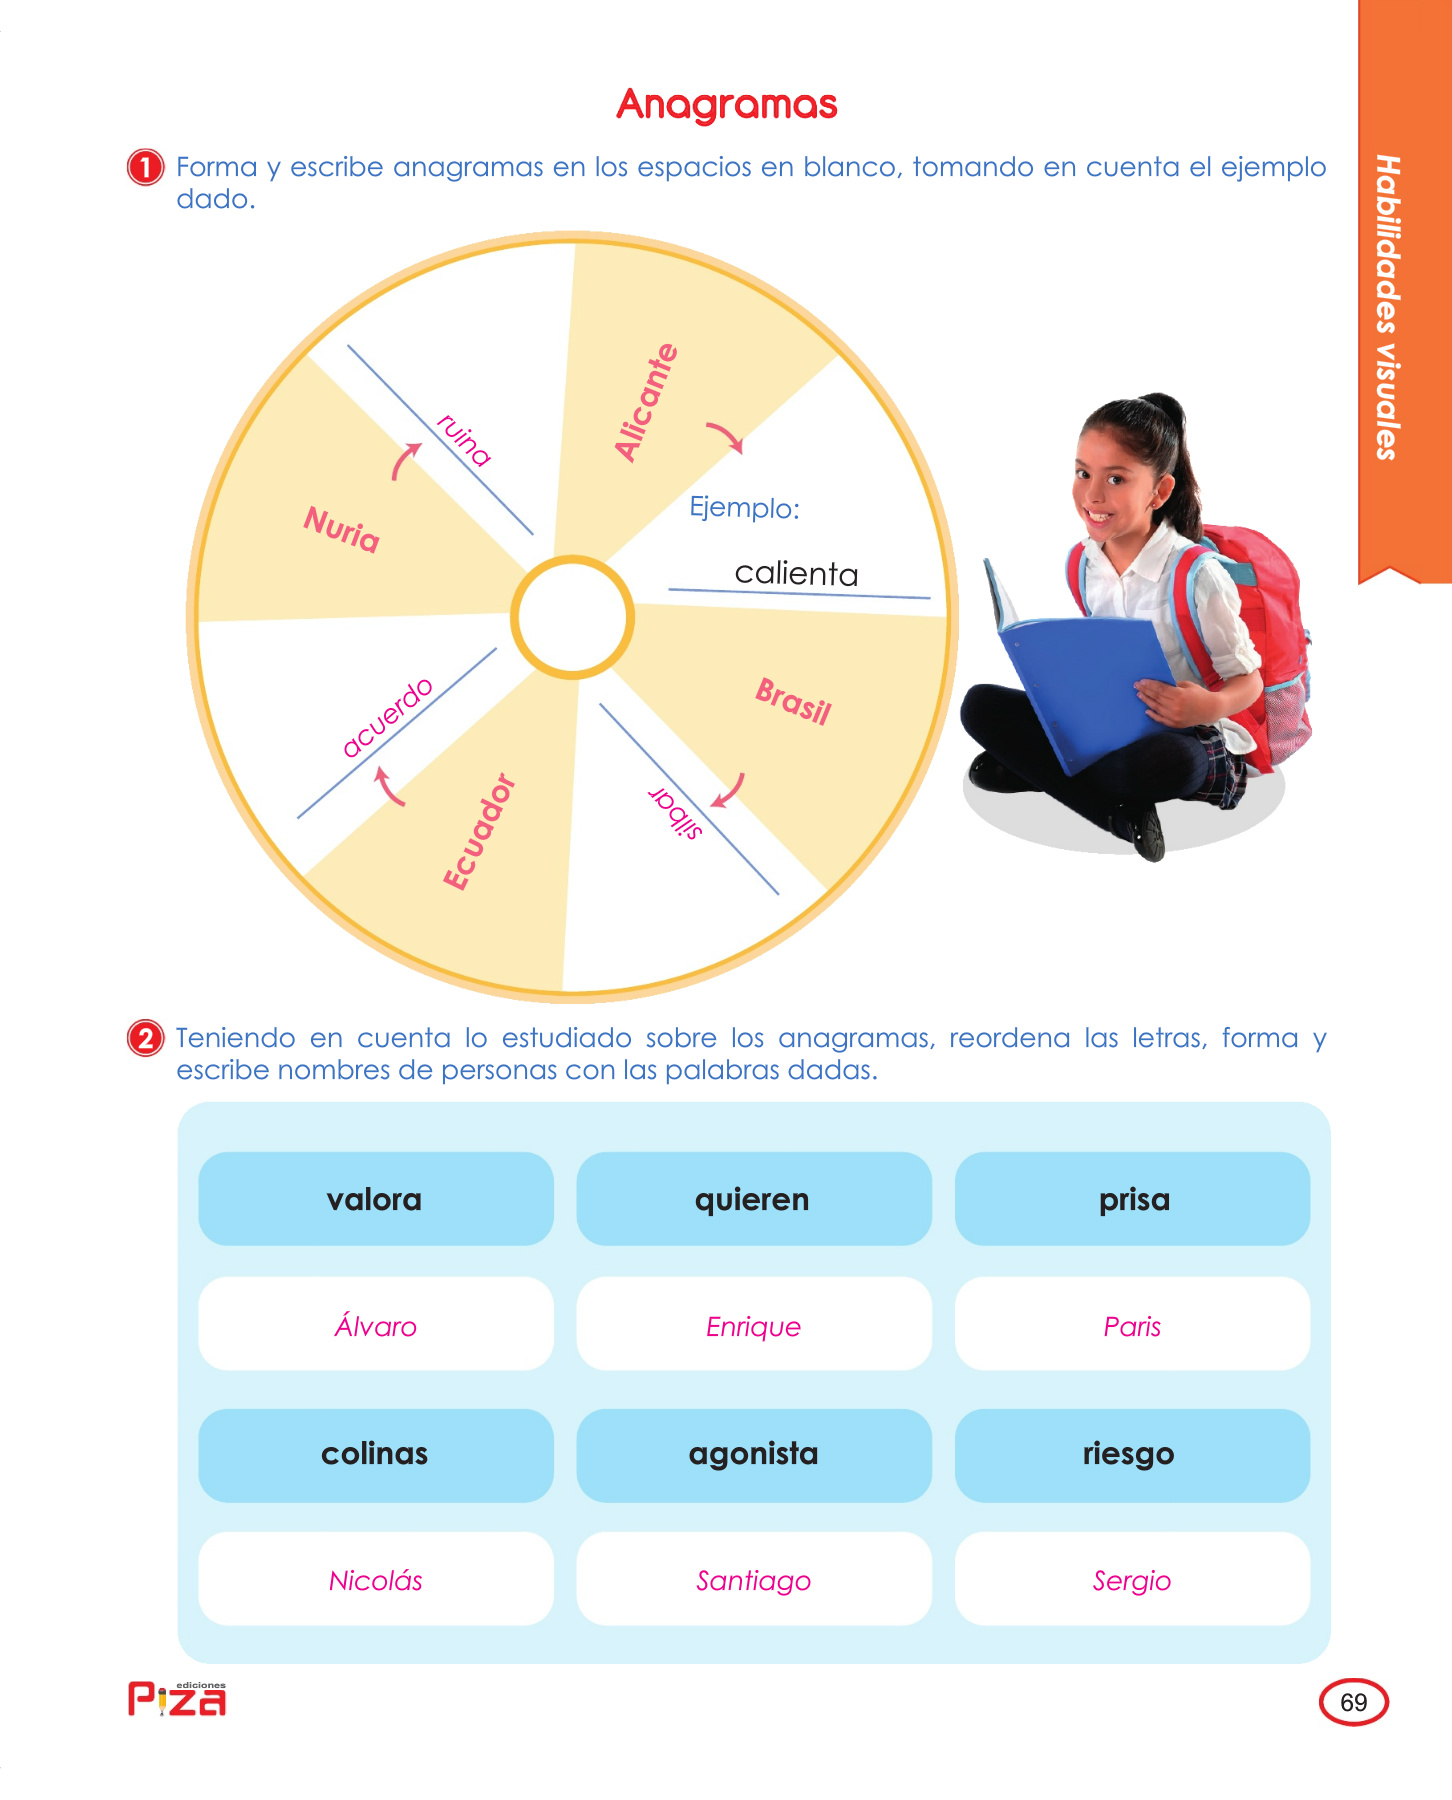 Anagramas
1 Forma y escribe anagramas en los espacios en blanco, tomando en cuenta el ejemplo
dado.
Alicante
Ejemplo:
calienta
Brasil
silbar
Ecuador
acuerdo
Nuria
ruina
Habilidades visuales
2 Teniendo en cuenta lo estudiado sobre los anagramas, reordena las letras, forma y
escribe nombres de personas con las palabras dadas.
valora quieren prisa
Álvaro Enrique Paris
colinas agonista riesgo
Nicolás Santiago Sergio
ediciones
Piza
69